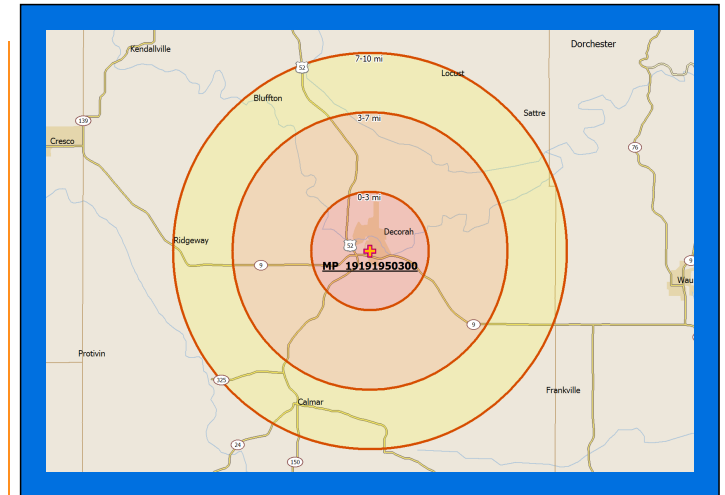 Dorchester
Kendallville
7-10 mi
52
Locust
Bluffton
Sattre
3-7 mi
139
Cresco
76
0-3 mi
Decorah
Ridgeway
52
9
9
MP 19191950300
Wau
9
Protivin
325
Frankville
Calmar
24
150